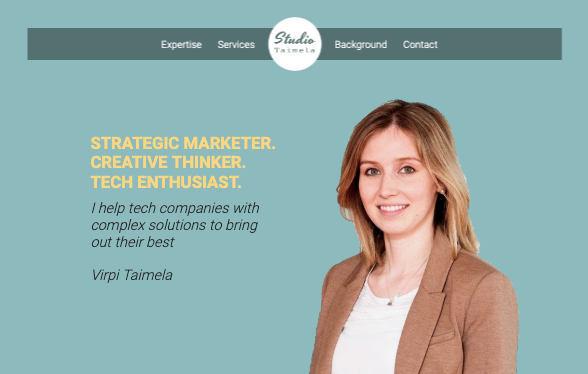 Expertise Services Studio Taimela Background Contact
STRATEGIC MARKETER.
CREATIVE THINKER.
TECH ENTHUSIAST.
I help tech companies with
complex solutions to bring
out their best
Virpi Taimela